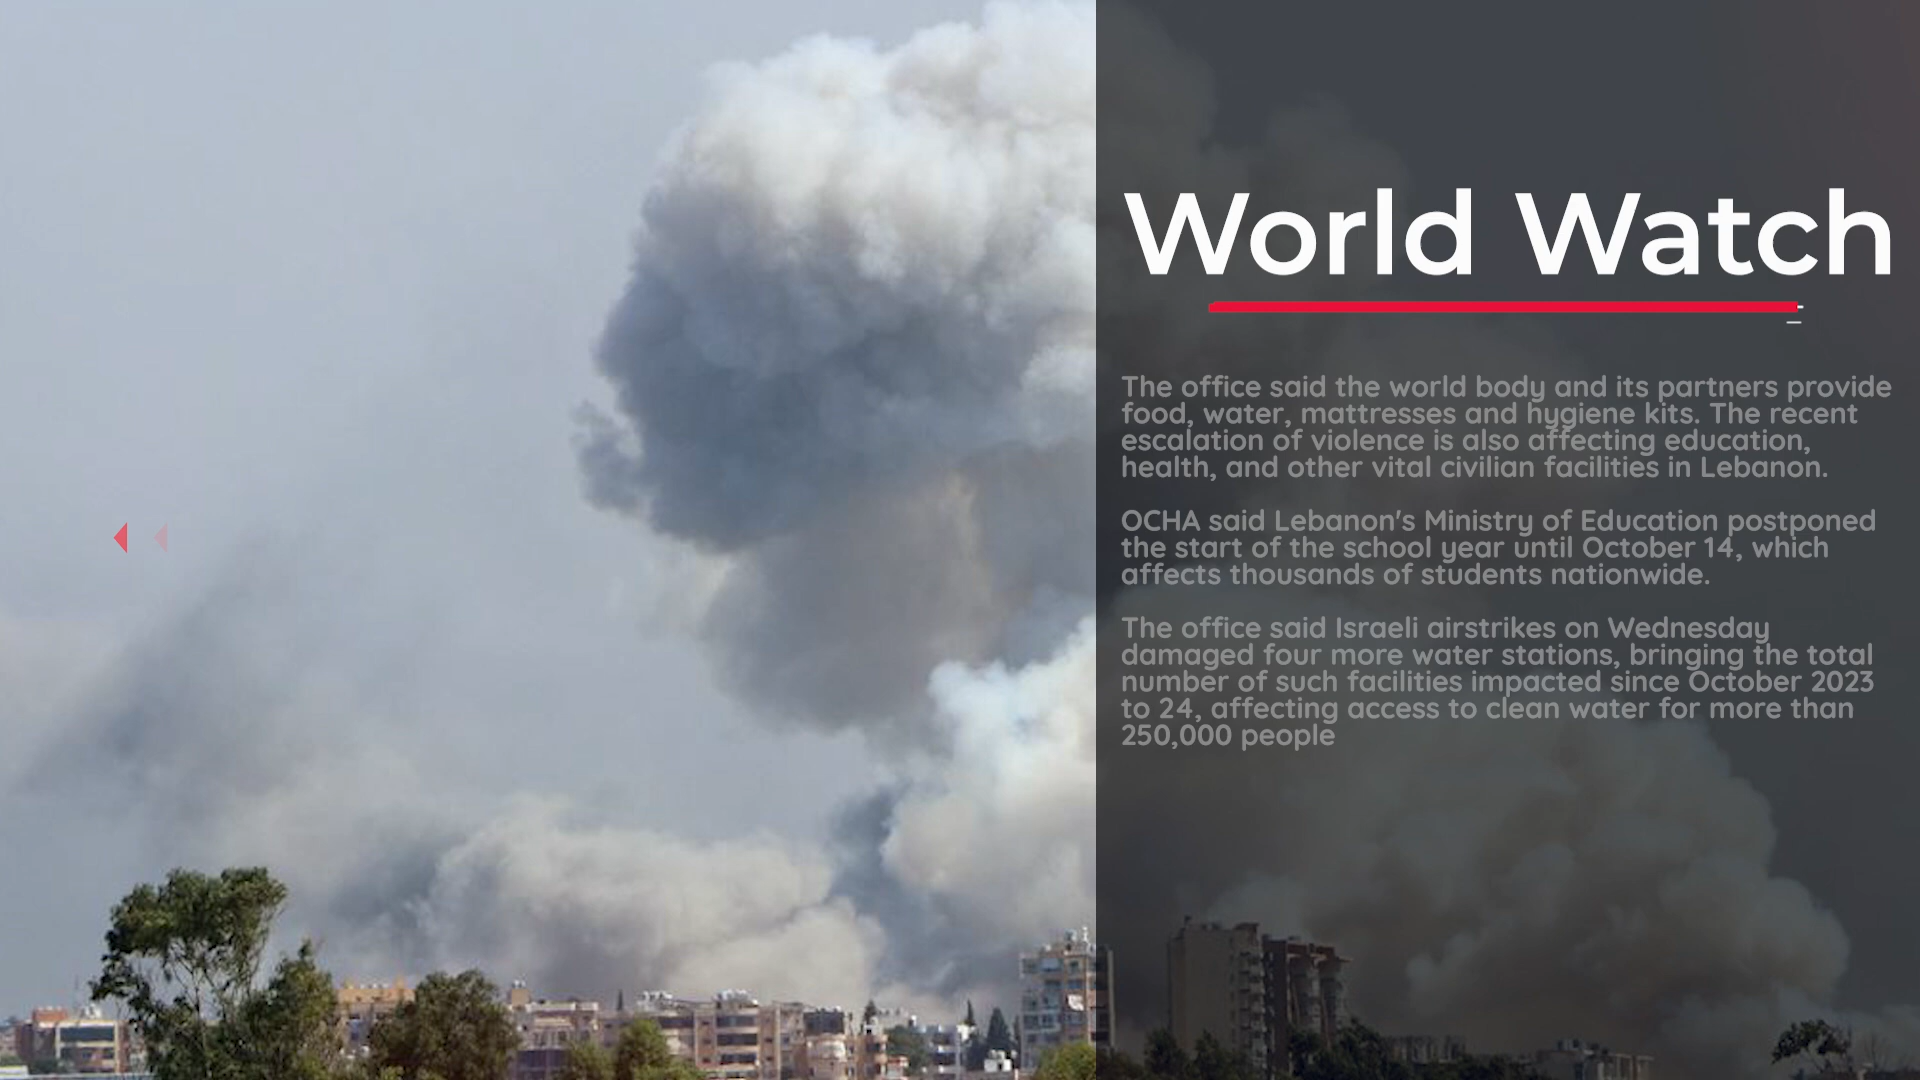 World Watch
The office said the world body and its partners provide
food, water, mattresses and hygiene kits. The recent
escalation of violence is also affecting education,
health, and other vital civilian facilities in Lebanon.
OCHA said Lebanon's Ministry of Education postponed
the start of the school year until October 14, which
affects thousands of students nationwide.
The office said Israeli airstrikes on Wednesday
damaged four more water stations, bringing the total
number of such facilities impacted since October 2023
to 24, affecting access to clean water for more than
250,000 people